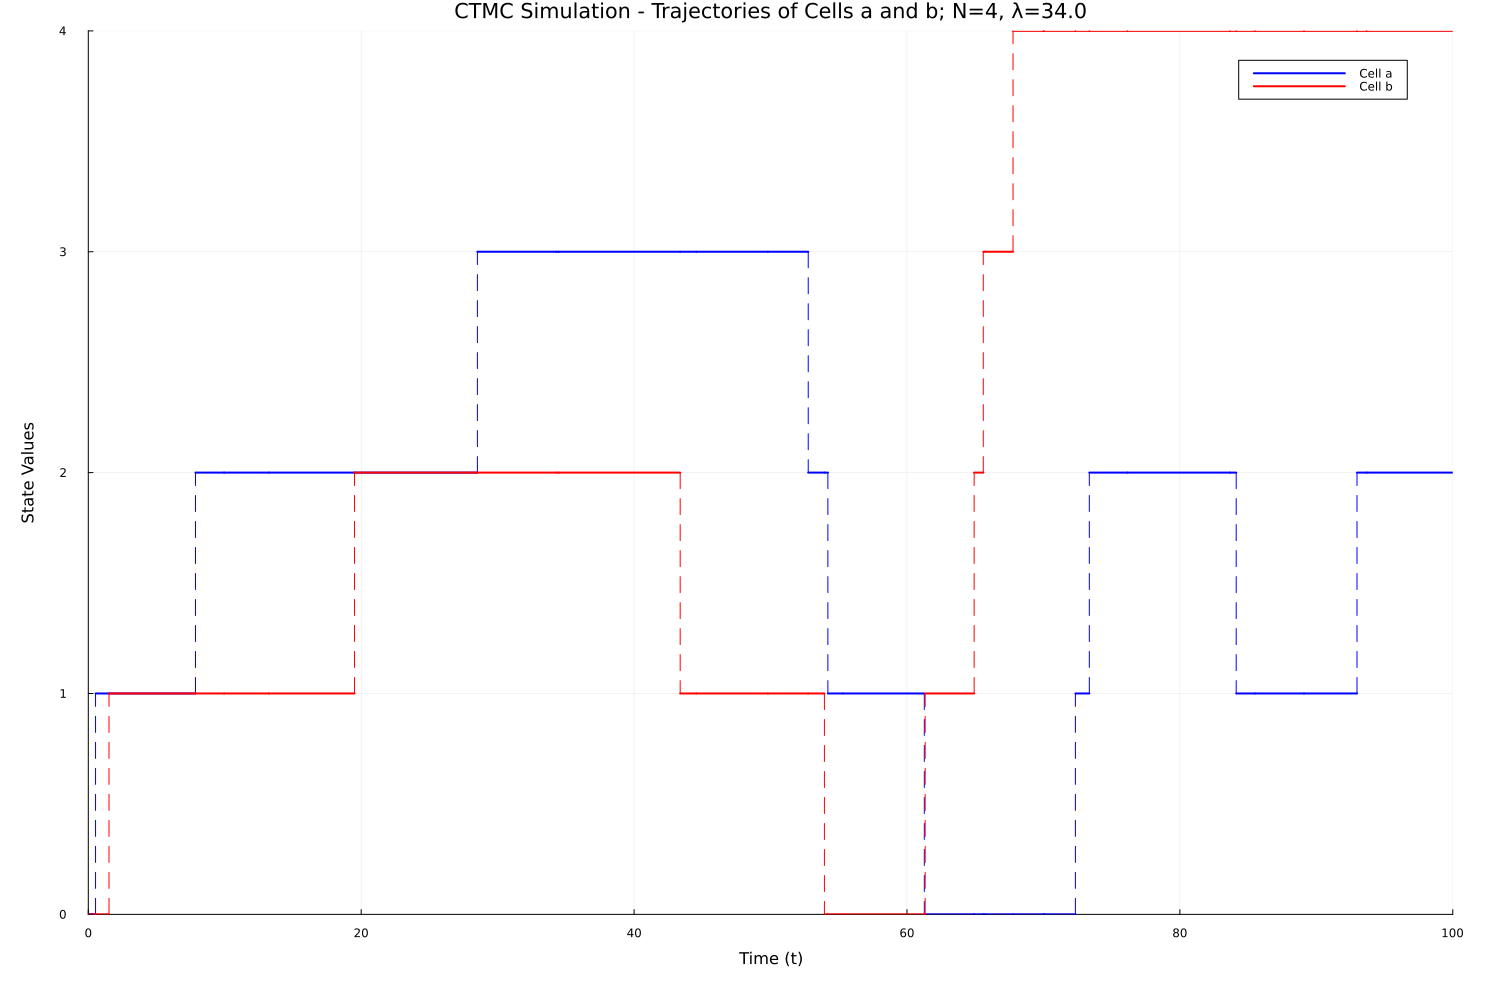 CTMC Simulation - Trajectories of Cells a and b; N=4, λ=34.0
4
Cell a
Cell b
3
State Values
2
1
0
0 20 40 60 80 100
Time (t)